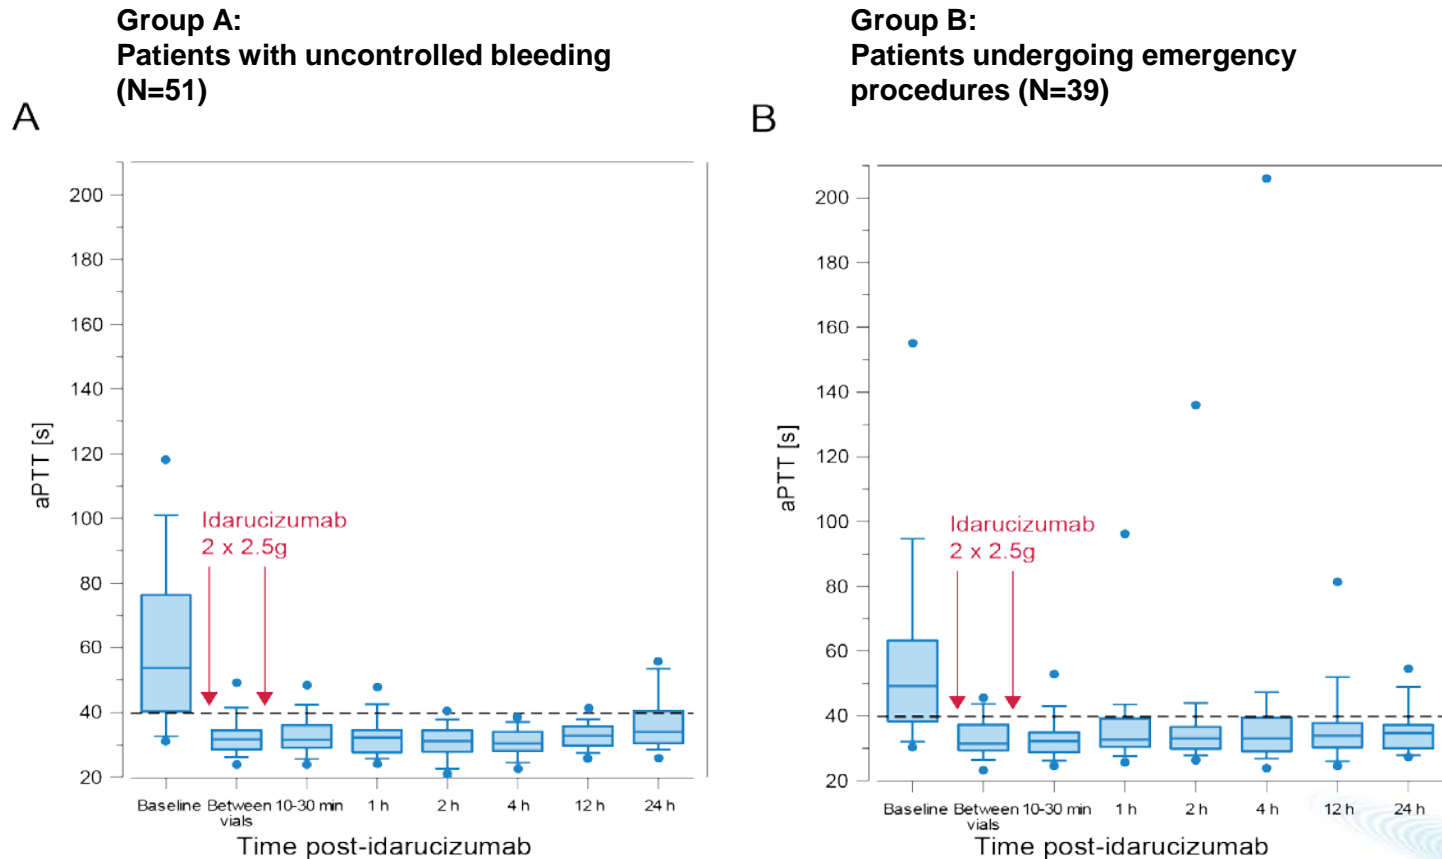 Group A:
Patients with uncontrolled bleeding
(N=51)
Group B:
Patients undergoing emergency
procedures (N=39)
A
200
180
160
140
120
100
80
60
40
20
aPTT [s]
Idarucizumab
2 x 2.5g
Baseline Between 10-30 min 1 h 2 h 4 h 12 h 24 h
vials
Time post-idarucizumab
B
200
180
160
140
120
100
80
60
40
20
aPTT [s]
Idarucizumab
2 x 2.5g
Baseline Between 10-30 min 1 h 2 h 4 h 12 h 24 h
vials
Time post-idarucizumab